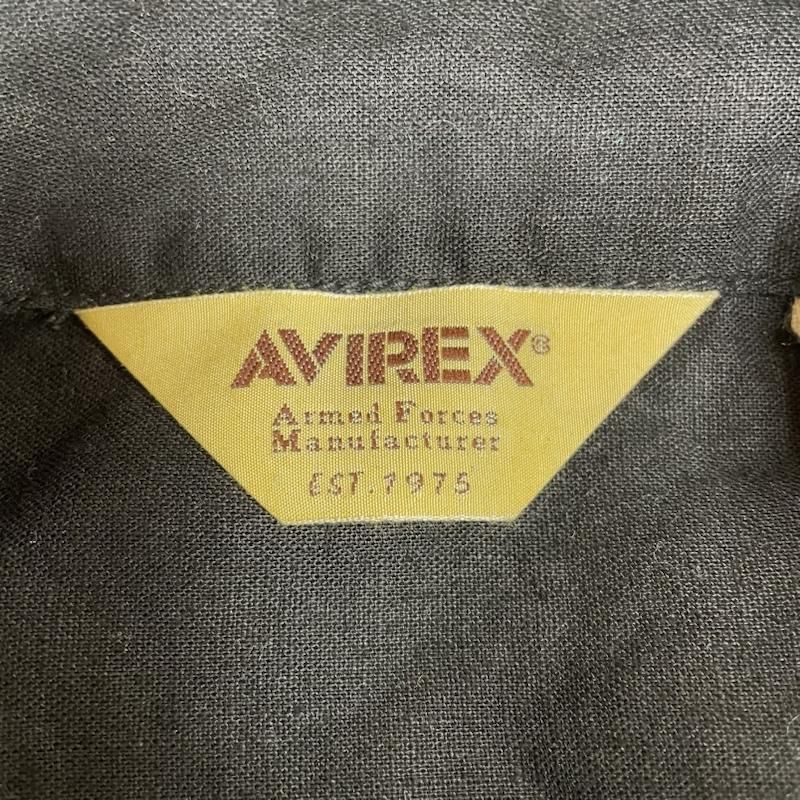 AVIREX®
Armed Forces
Manufacturer
EST.1975